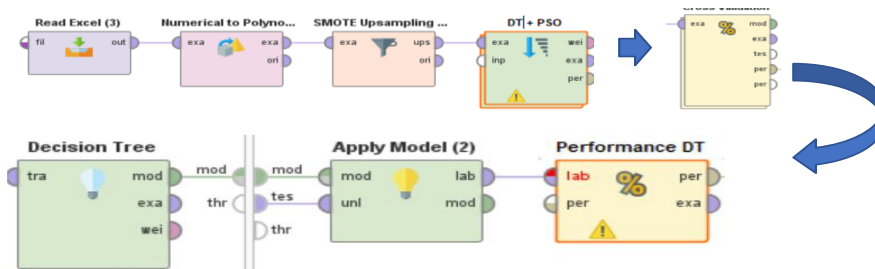 Read Excel (3)
fil out
Numerical to Polyno...
exa exa
ori
SMOTE Upsampling ...
exa ups
ori
DT + PSO
exa wei
inp exa
per
Cross Validation
exa mod
exa
tes
per
per
Decision Tree
tra mod
exa
wei
mod
thr
mod
tes
thr
Apply Model (2)
mod lab
unl mod
Performance DT
lab per
per exa